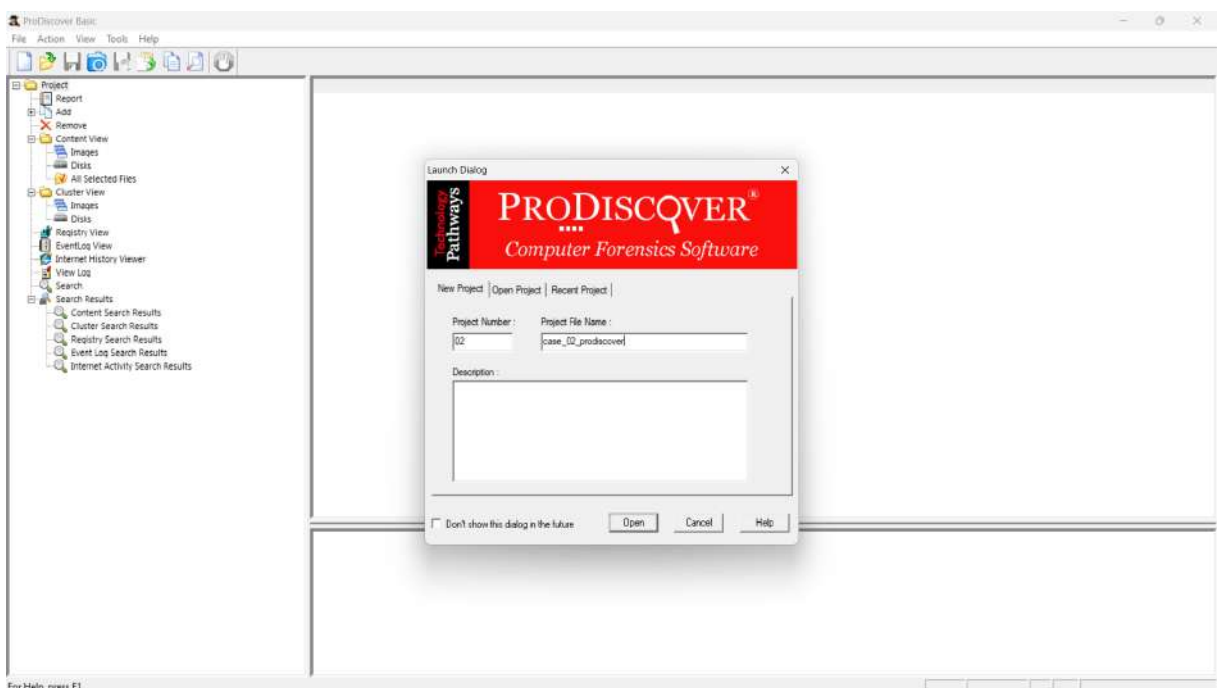 ProDiscover Basic
File Action View Tools Help
Project
Report
Add
Remove
Content View
Images
Disks
All Selected Files
Cluster View
Images
Disks
Registry View
EventLog View
Internet History Viewer
View Log
Search
Search Results
Content Search Results
Cluster Search Results
Registry Search Results
Event Log Search Results
Internet Activity Search Results
Launch Dialog
Technology
Pathways
PRODISCOVER®
Computer Forensics Software
New Project Open Project Recent Project
Project Number : Project File Name :
02 case_02_prodiscover
Description :
Don't show this dialog in the future Open Cancel Help
For Help, press F1